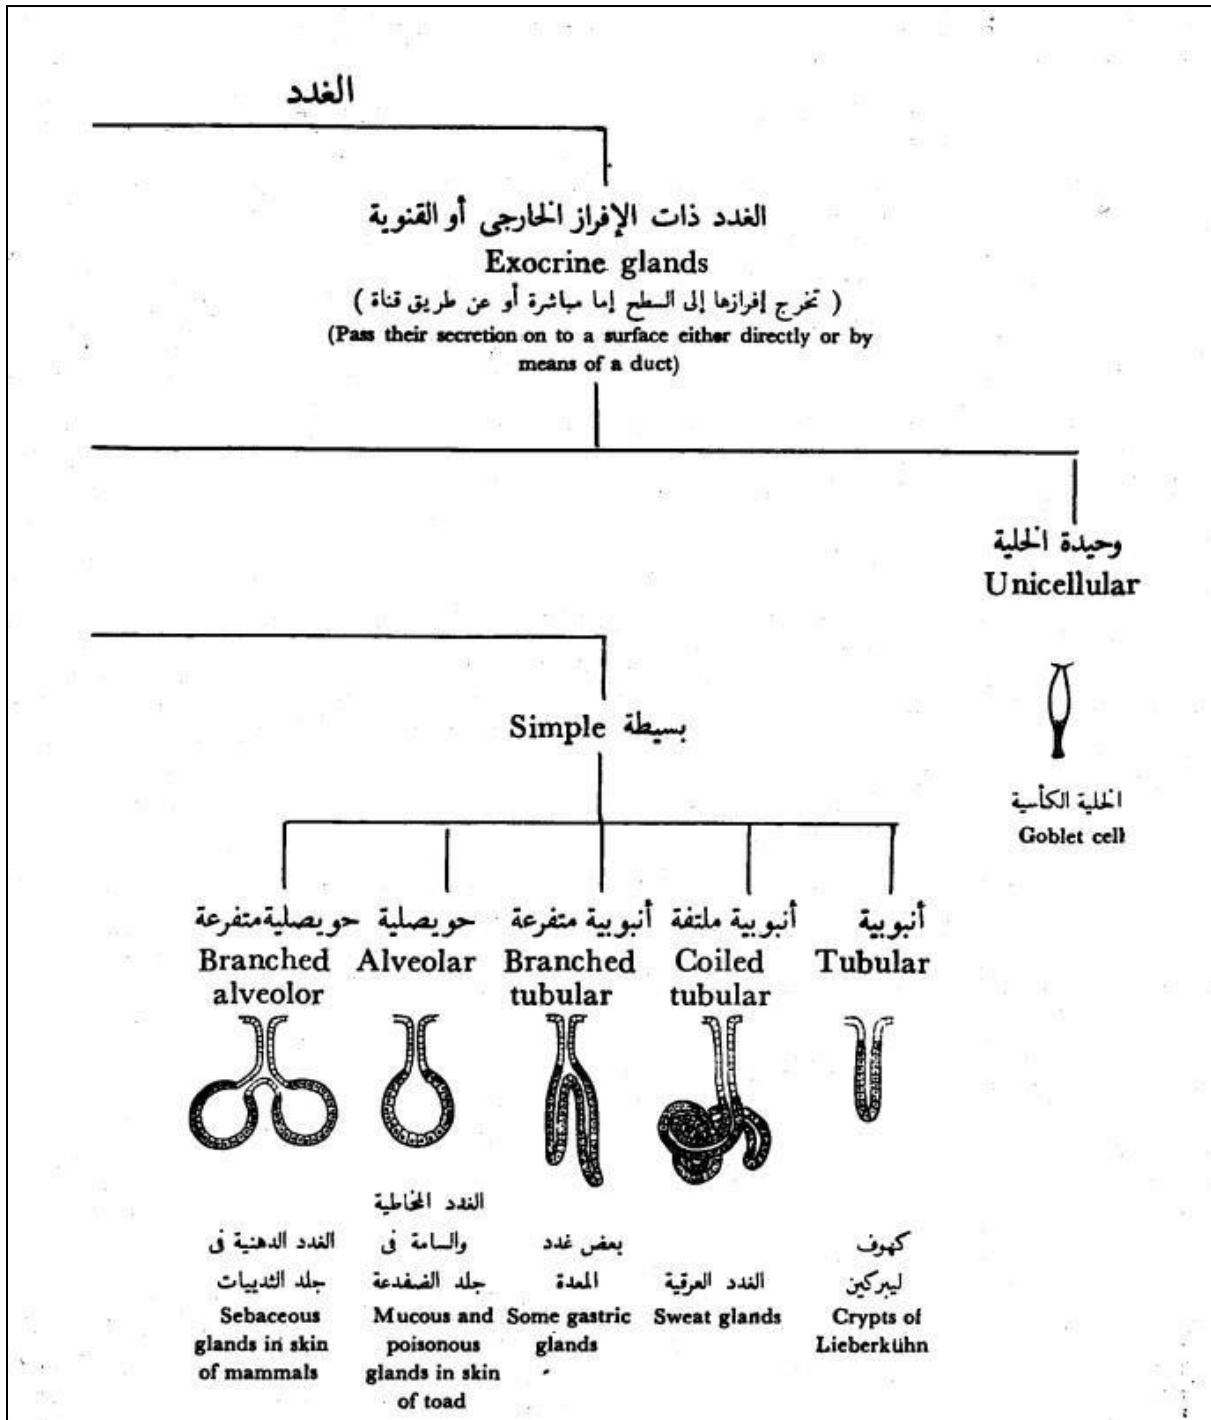 الغدد
الغدد ذات الإفراز الخارجى أو القنوية
Exocrine glands
( تخرج إفرازها إلى السطح إما مباشرة أو عن طريق قناة )
(Pass their secretion on to a surface either directly or by
means of a duct)
وحيدة الخلية
Unicellular
بسيطة Simple
الخلية الكأسية
Goblet cell
أنبوبية
Tubular
كهوف
ليبركين
Crypts of
Lieberkühn
أنبوبية ملتفة
Coiled
tubular
الغدد العرقية
Sweat glands
أنبوبية متفرعة
Branched
tubular
بعض غدد
المعدة
Some gastric
glands
حويصلية
Alveolar
الغدد المخاطية
والسامة فى
جلد الضفدعة
Mucous and
poisonous
glands in skin
of toad
حويصلية متفرعة
Branched
alveolor
الغدد الدهنية فى
جلد الثدييات
Sebaceous
glands in skin
of mammals